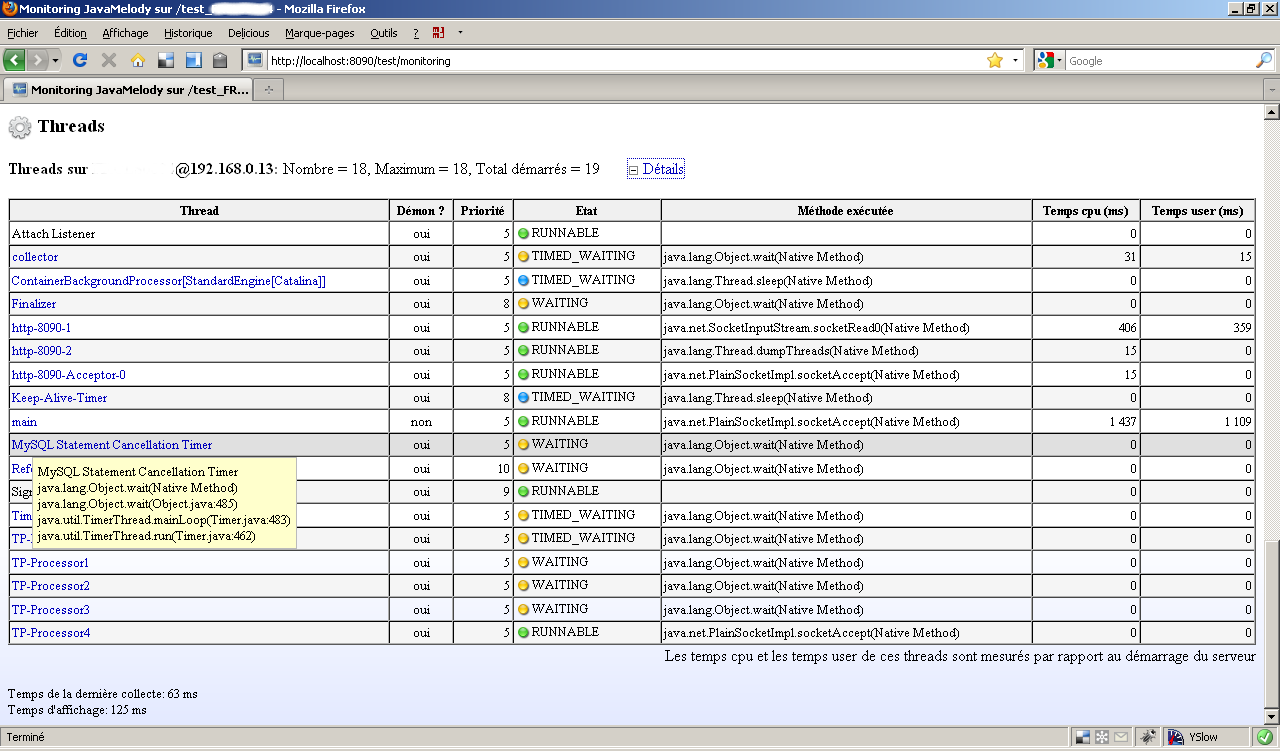 Monitoring JavaMelody sur /test_ - Mozilla Firefox
Fichier Édition Affichage Historique Delicious Marque-pages Outils ?
http://localhost:8090/test/monitoring Google
Monitoring JavaMelody sur /test_FR...
Threads
Threads sur @192.168.0.13: Nombre = 18, Maximum = 18, Total démarrés = 19 Détails
Thread Démon ? Priorité Etat Méthode exécutée Temps cpu (ms) Temps user (ms)
Attach Listener oui 5 RUNNABLE 0 0
collector oui 5 TIMED_WAITING java.lang.Object.wait(Native Method) 31 15
ContainerBackgroundProcessor[StandardEngine[Catalina]] oui 5 TIMED_WAITING java.lang.Thread.sleep(Native Method) 0 0
Finalizer oui 8 WAITING java.lang.Object.wait(Native Method) 0 0
http-8090-1 oui 5 RUNNABLE java.net.SocketInputStream.socketRead0(Native Method) 406 359
http-8090-2 oui 5 RUNNABLE java.lang.Thread.dumpThreads(Native Method) 15 0
http-8090-Acceptor-0 oui 5 RUNNABLE java.net.PlainSocketImpl.socketAccept(Native Method) 15 0
Keep-Alive-Timer oui 8 TIMED_WAITING java.lang.Thread.sleep(Native Method) 0 0
main non 5 RUNNABLE java.net.PlainSocketImpl.socketAccept(Native Method) 1 437 1 109
MySQL Statement Cancellation Timer oui 5 WAITING java.lang.Object.wait(Native Method) 0 0
oui 10 WAITING java.lang.Object.wait(Native Method) 0 0
oui 9 RUNNABLE 0 0
oui 5 TIMED_WAITING java.lang.Object.wait(Native Method) 0 0
oui 5 TIMED_WAITING java.lang.Object.wait(Native Method) 0 0
MySQL Statement Cancellation Timer
java.lang.Object.wait(Native Method)
java.lang.Object.wait(Object.java:485)
java.util.TimerThread.mainLoop(Timer.java:483)
java.util.TimerThread.run(Timer.java:462)
TP-Processor1 oui 5 WAITING java.lang.Object.wait(Native Method) 0 0
TP-Processor2 oui 5 WAITING java.lang.Object.wait(Native Method) 0 0
TP-Processor3 oui 5 WAITING java.lang.Object.wait(Native Method) 0 0
TP-Processor4 oui 5 RUNNABLE java.net.PlainSocketImpl.socketAccept(Native Method) 0 0
Les temps cpu et les temps user de ces threads sont mesurés par rapport au démarrage du serveur
Temps de la dernière collecte: 63 ms
Temps d'affichage: 125 ms
Terminé YSlow